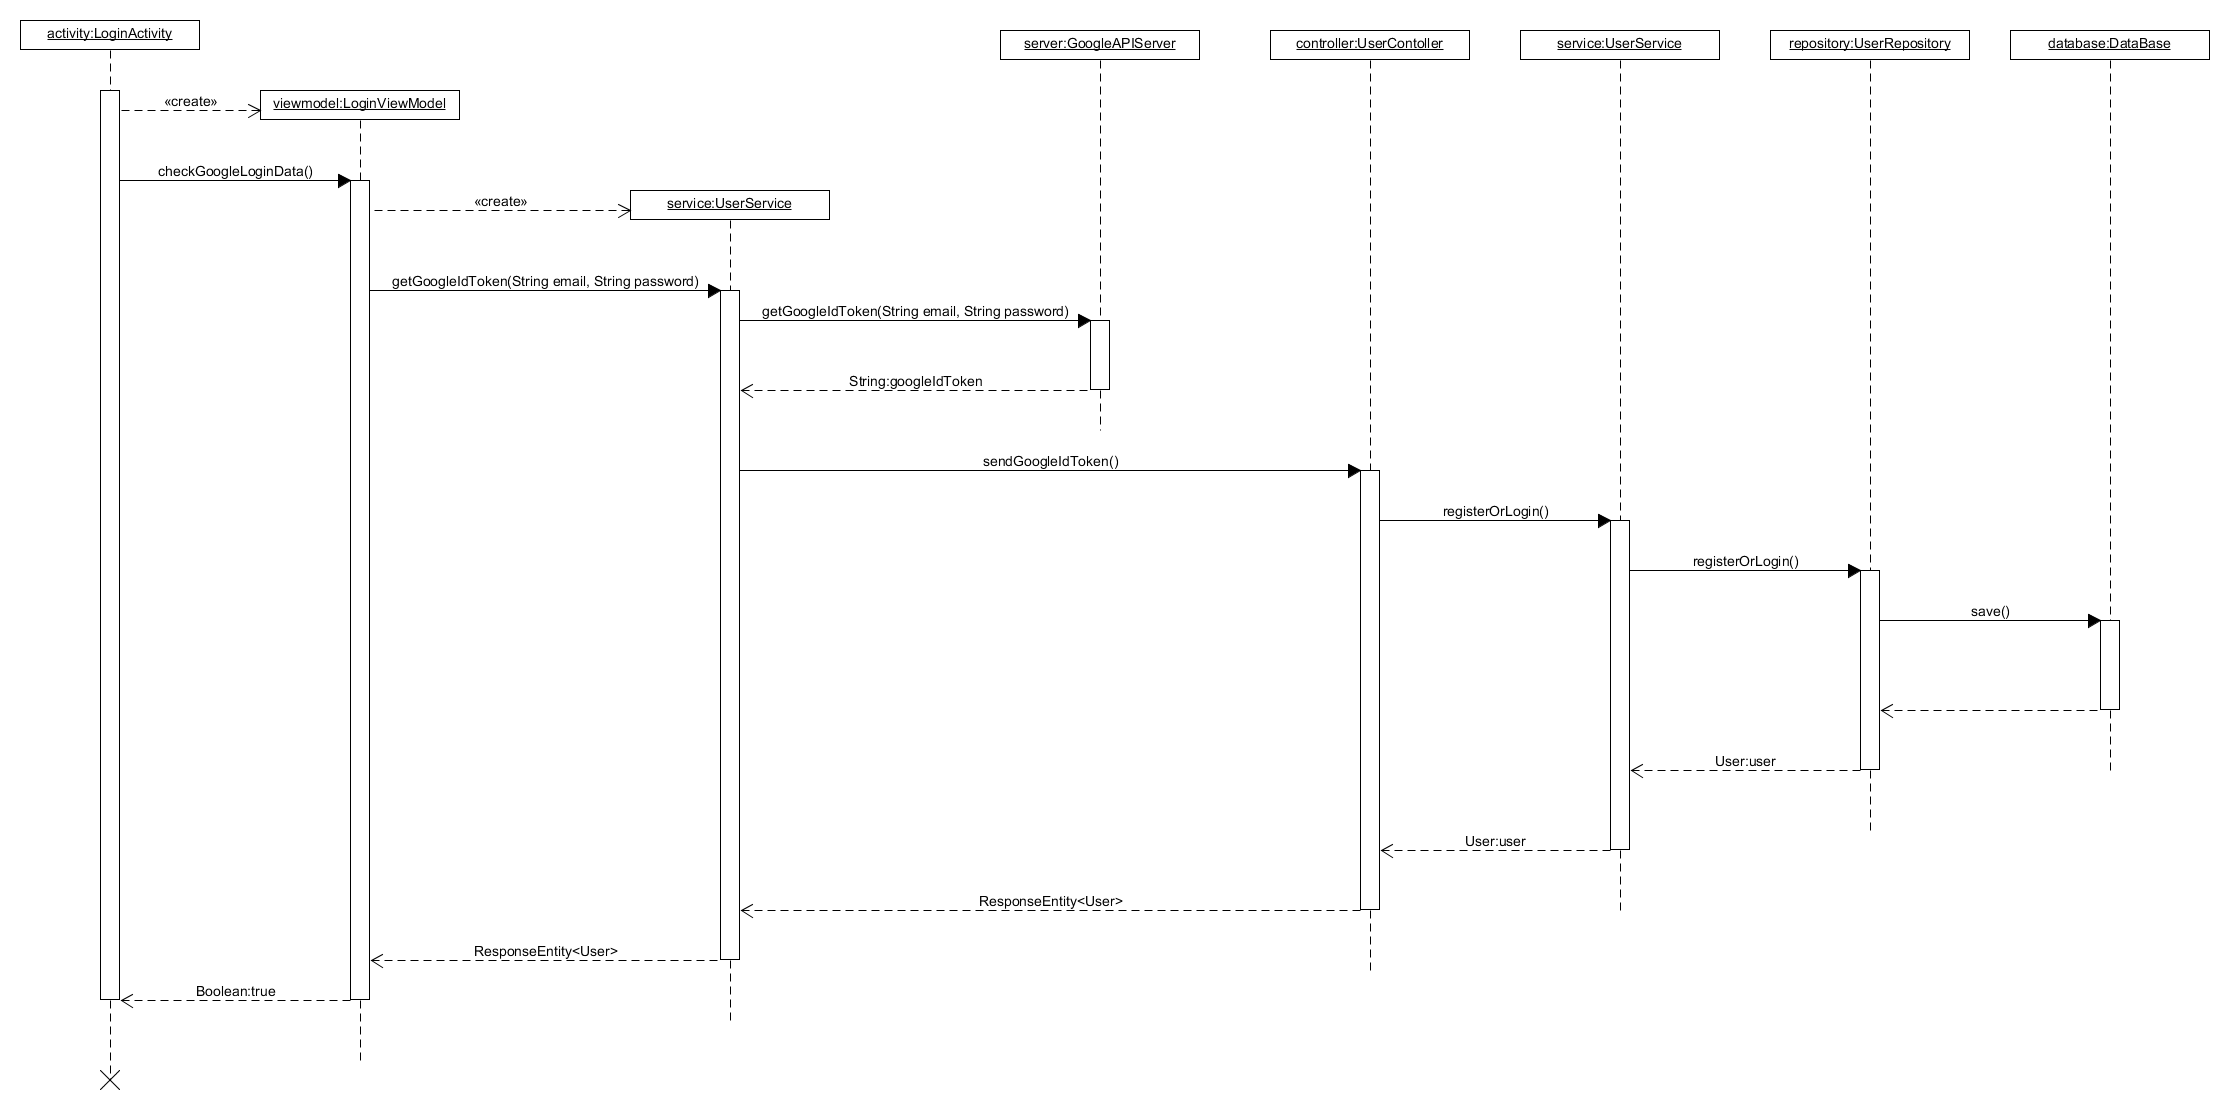 activity:LoginActivity
server:GoogleAPIServer
controller:UserContoller
service:UserService
repository:UserRepository
database:DataBase
«create»
viewmodel:LoginViewModel
checkGoogleLoginData()
«create»
service:UserService
getGoogleIdToken(String email, String password)
getGoogleIdToken(String email, String password)
String:googleIdToken
sendGoogleIdToken()
registerOrLogin()
registerOrLogin()
save()
User:user
User:user
ResponseEntity<User>
ResponseEntity<User>
Boolean:true